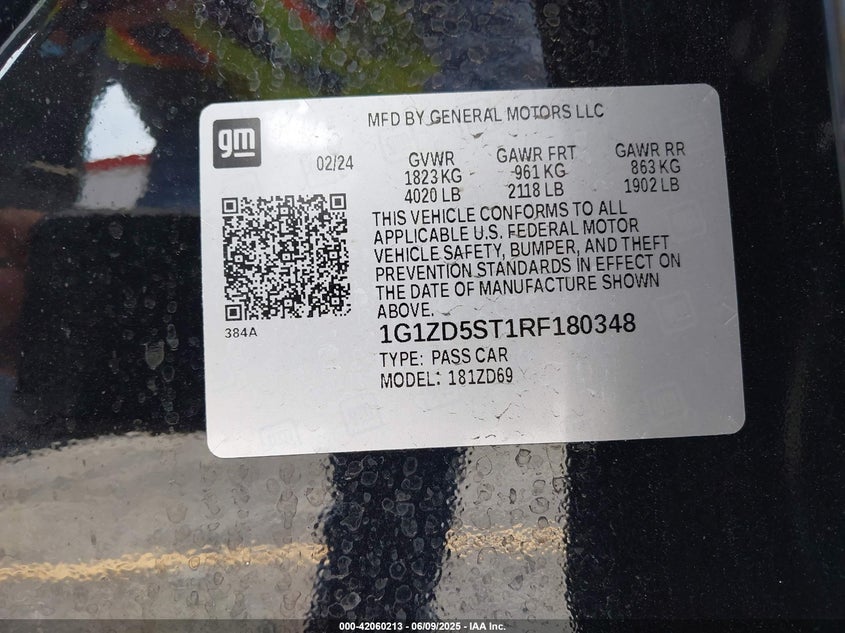 MFD BY GENERAL MOTORS LLC
gm
02/24
GVWR GAWR FRT GAWR RR
1823 KG 961 KG 863 KG
4020 LB 2118 LB 1902 LB
THIS VEHICLE CONFORMS TO ALL
APPLICABLE U.S. FEDERAL MOTOR
VEHICLE SAFETY, BUMPER, AND THEFT
PREVENTION STANDARDS IN EFFECT ON
THE DATE OF MANUFACTURE SHOWN
ABOVE.
384A
1G1ZD5ST1RF180348
TYPE: PASS CAR
MODEL: 181ZD69
000-42060213 - 06/09/2025 - IAA Inc.